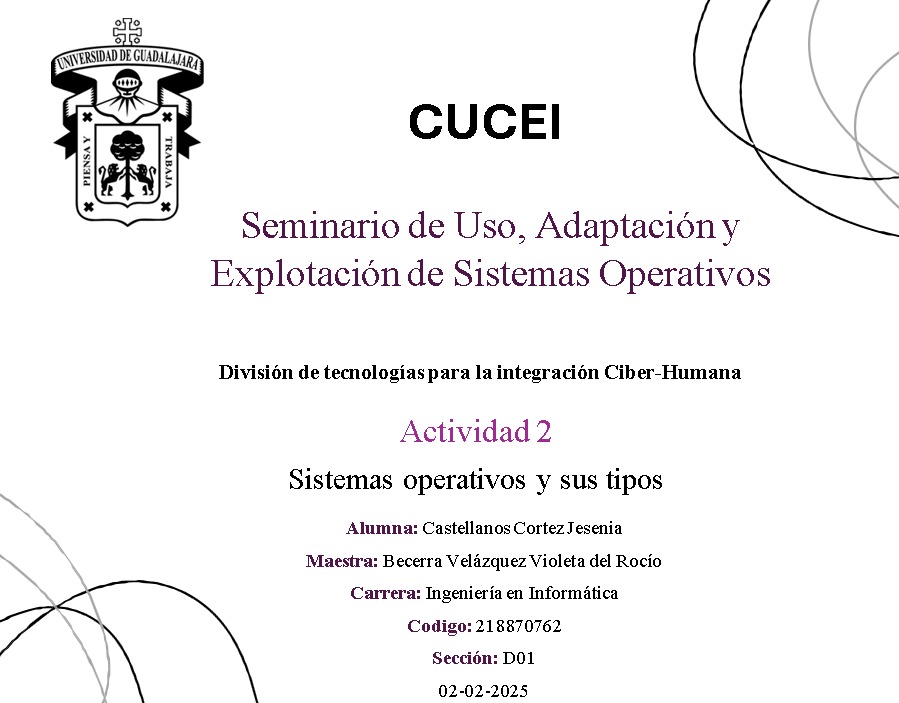 UNIVERSIDAD DE GUADALAJARA
PIENSA Y
TRABAJA
CUCEI
Seminario de Uso, Adaptación y
Explotación de Sistemas Operativos
División de tecnologías para la integración Ciber-Humana
Actividad 2
Sistemas operativos y sus tipos
Alumna: Castellanos Cortez Jesenia
Maestra: Becerra Velázquez Violeta del Rocío
Carrera: Ingeniería en Informática
Codigo: 218870762
Sección: D01
02-02-2025